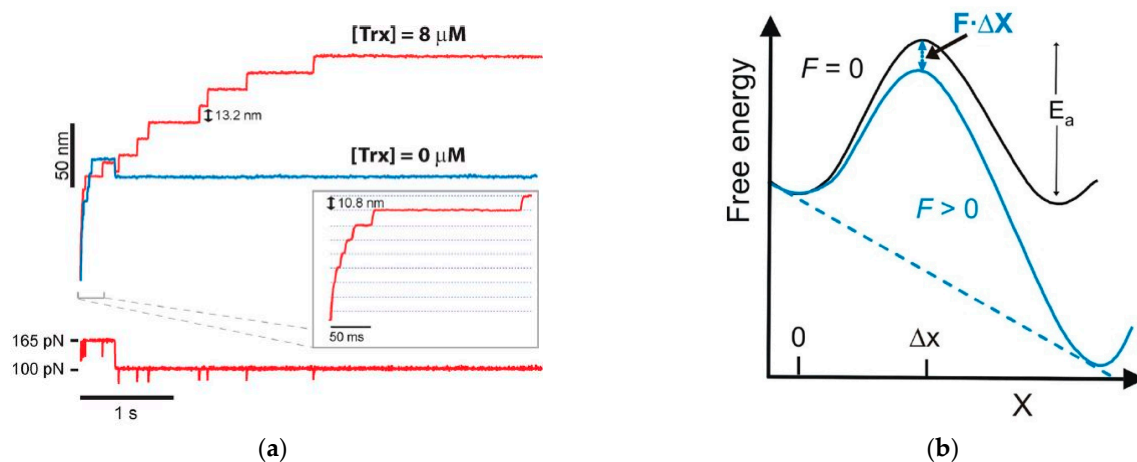 [Trx] = 8 µM
13.2 nm
50 nm
[Trx] = 0 µM
10.8 nm
50 ms
165 pN
100 pN
1 s
(a)
F·ΔX
F = 0
E_a
Free energy
F > 0
0
Δx
X
(b)